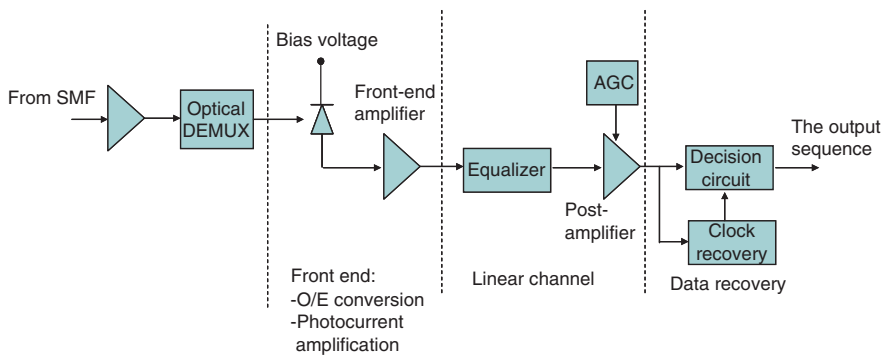 Bias voltage
From SMF
Optical
DEMUX
Front-end
amplifier
Equalizer
AGC
Post-
amplifier
Decision
circuit
Clock
recovery
The output
sequence
Front end:
-O/E conversion
-Photocurrent
amplification
Linear channel
Data recovery